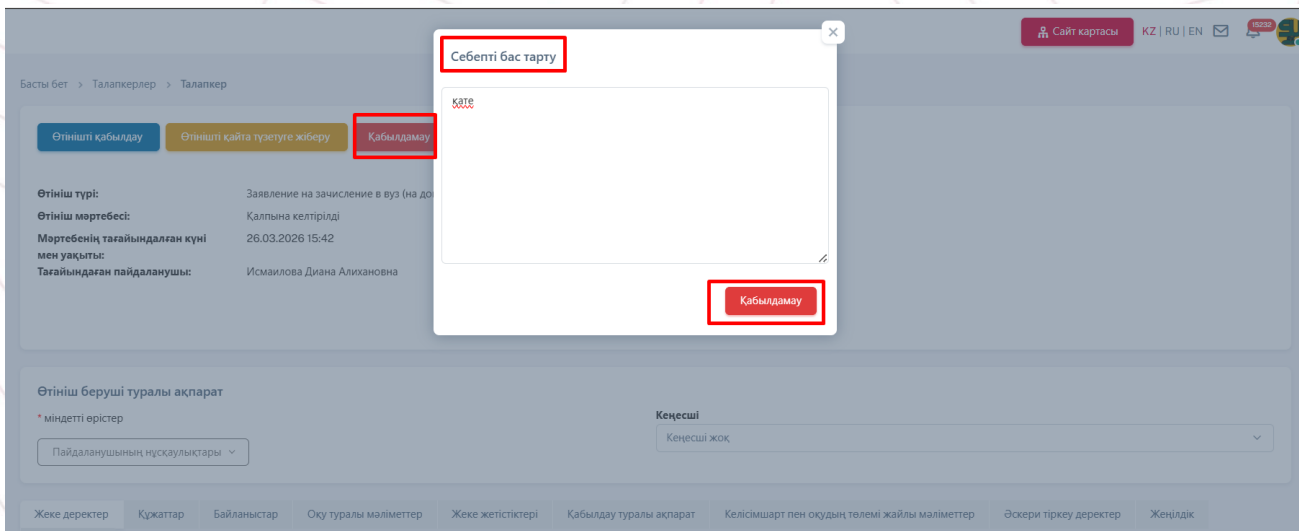 Сайт картасы
KZ | RU | EN
15232
Басты бет > Талапкерлер > Талапкер
Себепті бас тарту
қате
Қабылдамау
Өтінішті қабылдау
Өтінішті қайта түзетуге жіберу
Қабылдамау
Өтініш түрі: Заявление на зачисление в вуз (на до
Өтініш мәртебесі: Қалпына келтірілді
Мәртебенің тағайындалған күні 26.03.2026 15:42
мен уақыты:
Тағайындаған пайдаланушы: Исмаилова Диана Алихановна
Өтініш беруші туралы ақпарат
* міндетті өрістер
Кеңесші
Кеңесші жоқ
Пайдаланушының нұсқаулықтары
Жеке деректер Құжаттар Байланыстар Оқу туралы мәліметтер Жеке жетістіктері Қабылдау туралы ақпарат Келісімшарт пен оқудың төлемі жайлы мәліметтер Әскери тіркеу деректер Жеңілдік